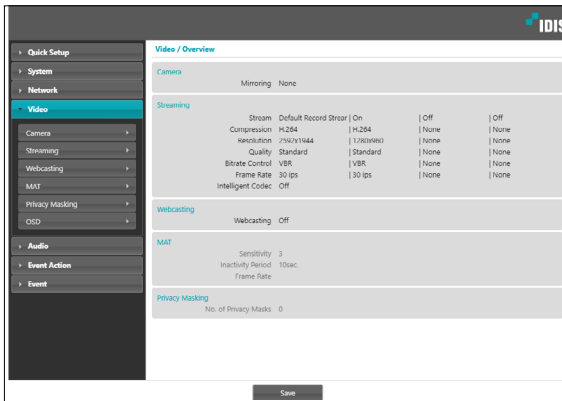 IDIS
Quick Setup
System
Network
Video
Camera
Streaming
Webcasting
MAT
Privacy Masking
OSD
Audio
Event Action
Event
Video / Overview
Camera
Mirroring None
Streaming
Stream Default Record Strear | On | Off | Off
Compression H.264 | H.264 | None | None
Resolution 2592x1944 | 1280x960 | None | None
Quality Standard | Standard | None | None
Bitrate Control VBR | VBR | None | None
Frame Rate 30 ips | 30 ips | None | None
Intelligent Codec Off
Webcasting
Webcasting Off
MAT
Sensitivity 3
Inactivity Period 10sec.
Frame Rate
Privacy Masking
No. of Privacy Masks 0
Save